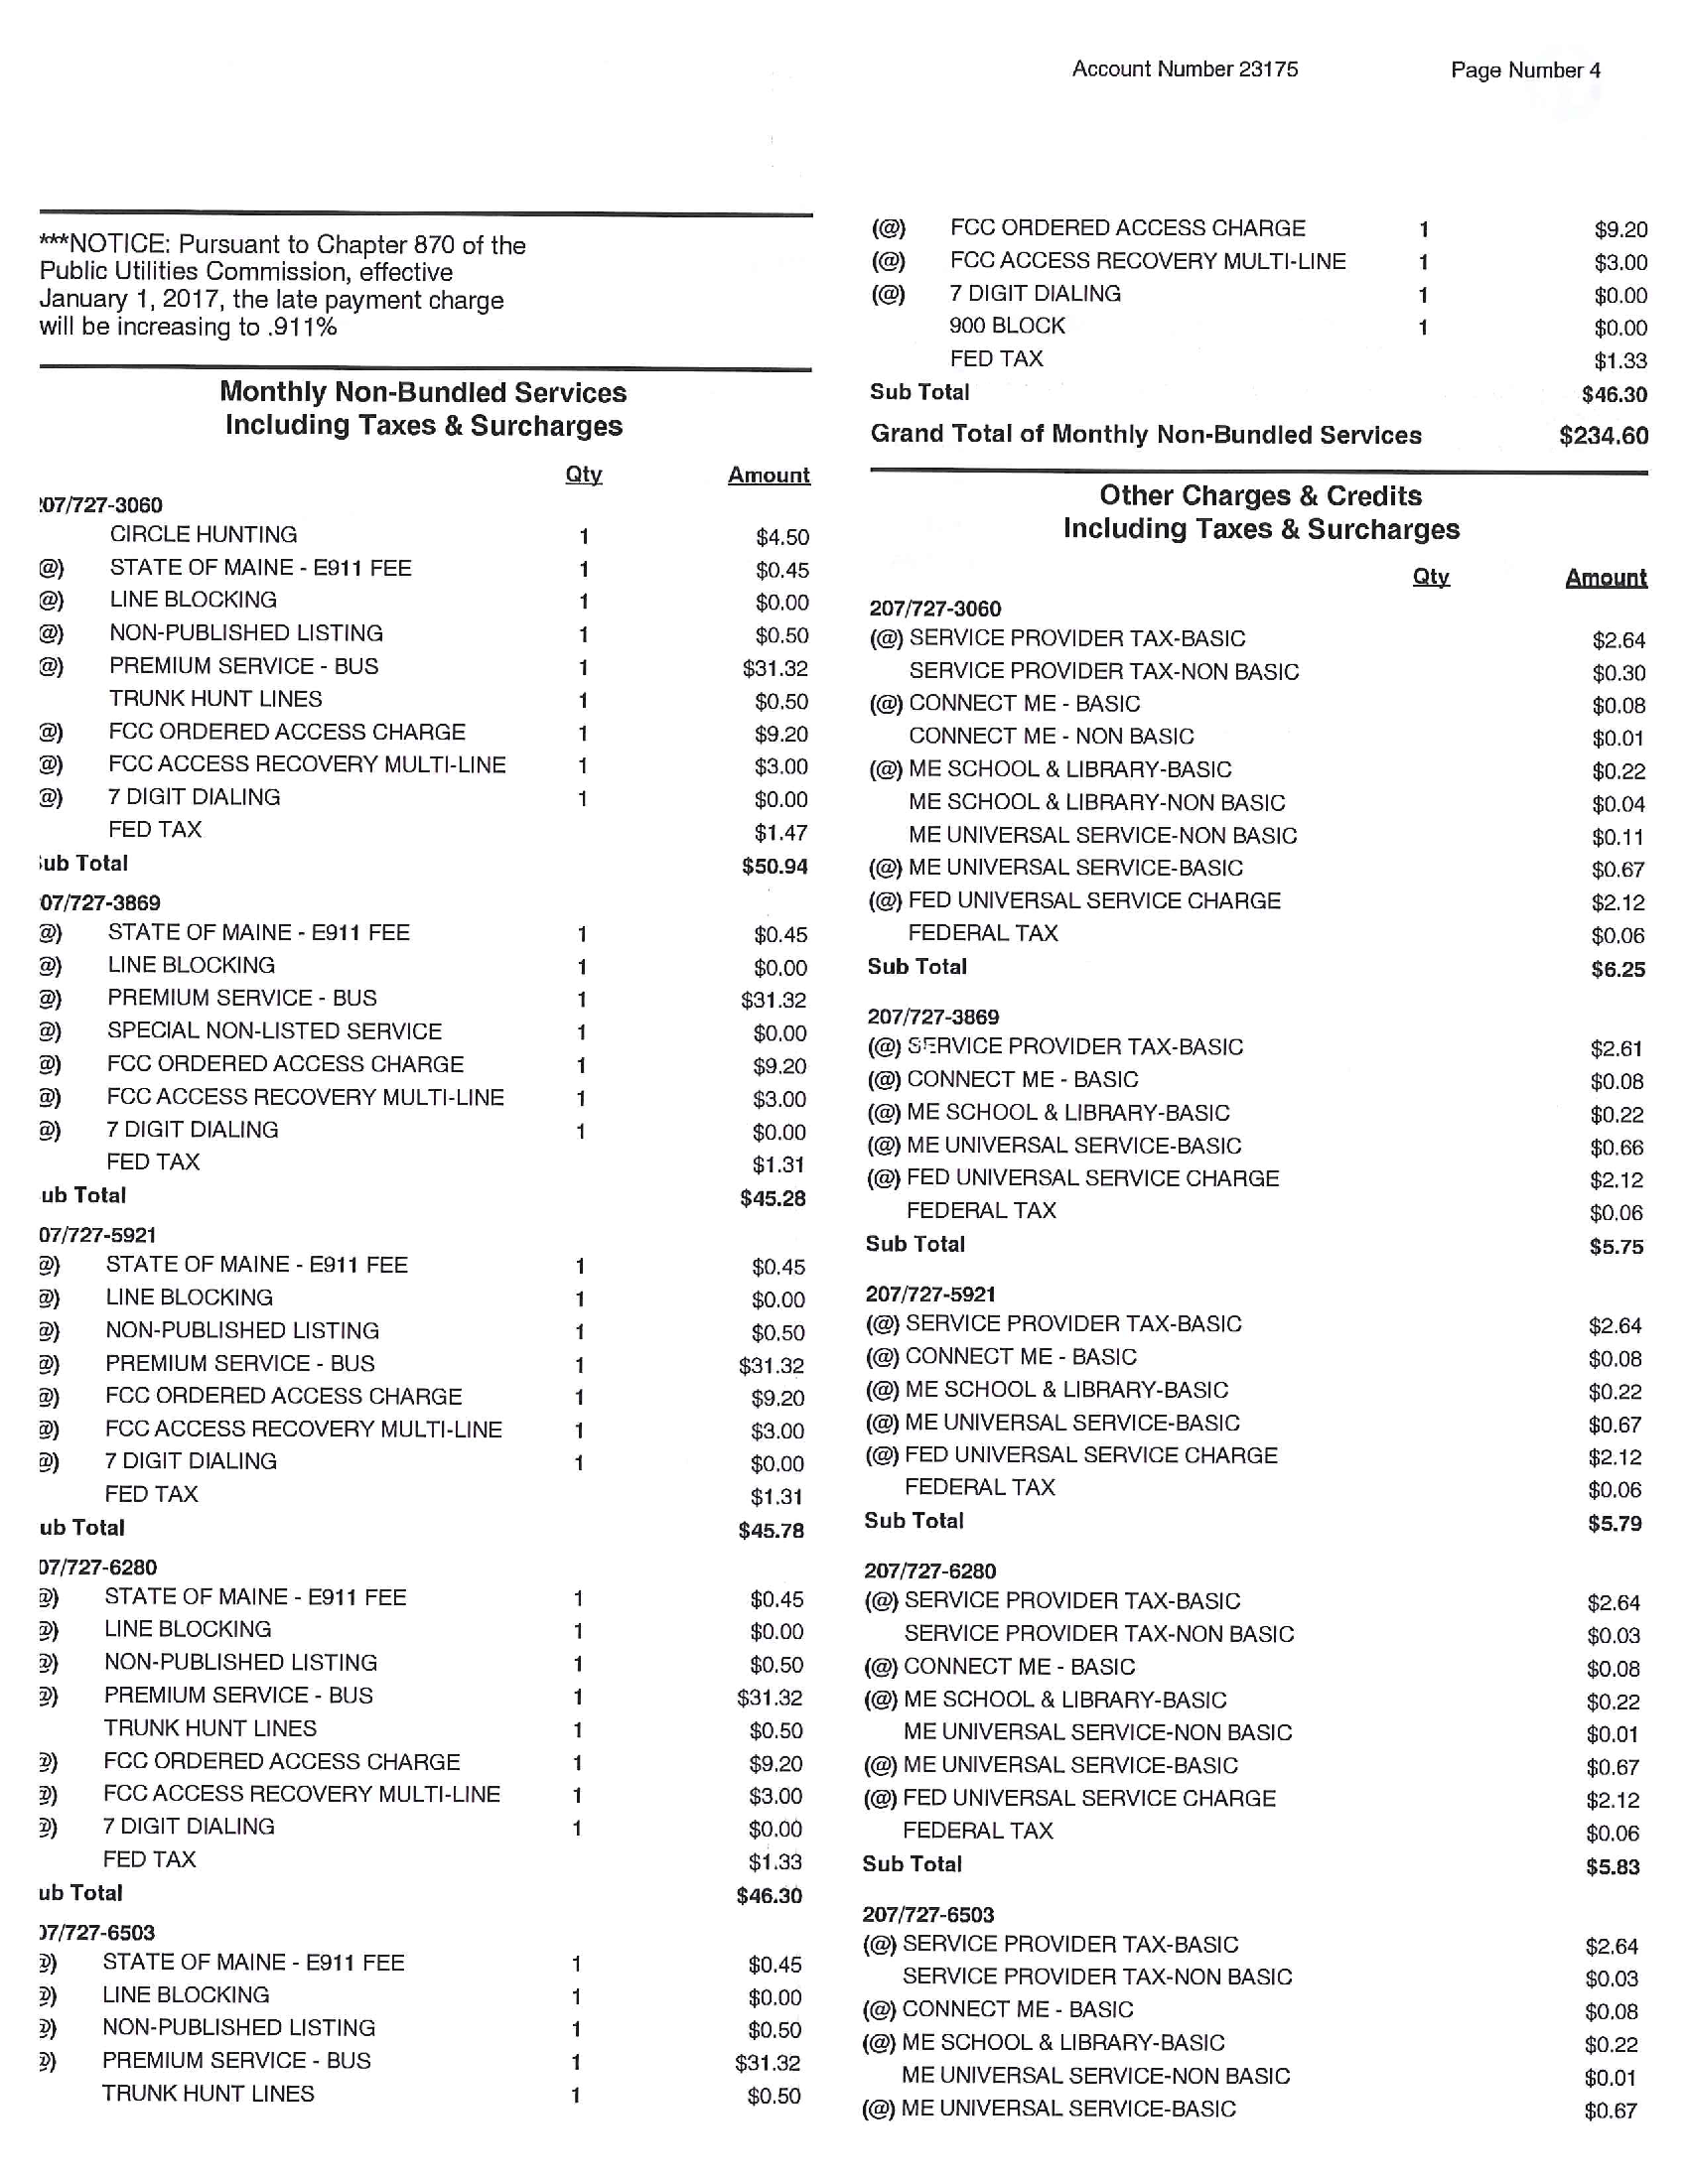 Account Number 23175 Page Number 4
***NOTICE: Pursuant to Chapter 870 of the
Public Utilities Commission, effective
January 1, 2017, the late payment charge
will be increasing to .911%
Monthly Non-Bundled Services
Including Taxes & Surcharges
Qty Amount
07/727-3060
CIRCLE HUNTING 1 $4.50
@) STATE OF MAINE - E911 FEE 1 $0.45
@) LINE BLOCKING 1 $0.00
@) NON-PUBLISHED LISTING 1 $0.50
@) PREMIUM SERVICE - BUS 1 $31.32
TRUNK HUNT LINES 1 $0.50
@) FCC ORDERED ACCESS CHARGE 1 $9.20
@) FCC ACCESS RECOVERY MULTI-LINE 1 $3.00
@) 7 DIGIT DIALING 1 $0.00
FED TAX $1.47
ub Total $50.94
07/727-3869
@) STATE OF MAINE - E911 FEE 1 $0.45
@) LINE BLOCKING 1 $0.00
@) PREMIUM SERVICE - BUS 1 $31.32
@) SPECIAL NON-LISTED SERVICE 1 $0.00
@) FCC ORDERED ACCESS CHARGE 1 $9.20
@) FCC ACCESS RECOVERY MULTI-LINE 1 $3.00
@) 7 DIGIT DIALING 1 $0.00
FED TAX $1.31
ub Total $45.28
07/727-5921
@) STATE OF MAINE - E911 FEE 1 $0.45
@) LINE BLOCKING 1 $0.00
@) NON-PUBLISHED LISTING 1 $0.50
@) PREMIUM SERVICE - BUS 1 $31.32
@) FCC ORDERED ACCESS CHARGE 1 $9.20
@) FCC ACCESS RECOVERY MULTI-LINE 1 $3.00
@) 7 DIGIT DIALING 1 $0.00
FED TAX $1.31
ub Total $45.78
07/727-6280
@) STATE OF MAINE - E911 FEE 1 $0.45
@) LINE BLOCKING 1 $0.00
@) NON-PUBLISHED LISTING 1 $0.50
@) PREMIUM SERVICE - BUS 1 $31.32
TRUNK HUNT LINES 1 $0.50
@) FCC ORDERED ACCESS CHARGE 1 $9.20
@) FCC ACCESS RECOVERY MULTI-LINE 1 $3.00
@) 7 DIGIT DIALING 1 $0.00
FED TAX $1.33
ub Total $46.30
07/727-6503
@) STATE OF MAINE - E911 FEE 1 $0.45
@) LINE BLOCKING 1 $0.00
@) NON-PUBLISHED LISTING 1 $0.50
@) PREMIUM SERVICE - BUS 1 $31.32
TRUNK HUNT LINES 1 $0.50
(@) FCC ORDERED ACCESS CHARGE 1 $9.20
(@) FCC ACCESS RECOVERY MULTI-LINE 1 $3.00
(@) 7 DIGIT DIALING 1 $0.00
900 BLOCK 1 $0.00
FED TAX $1.33
Sub Total $46.30
Grand Total of Monthly Non-Bundled Services $234.60
Other Charges & Credits
Including Taxes & Surcharges
Qty Amount
207/727-3060
(@) SERVICE PROVIDER TAX-BASIC $2.64
SERVICE PROVIDER TAX-NON BASIC $0.30
(@) CONNECT ME - BASIC $0.08
CONNECT ME - NON BASIC $0.01
(@) ME SCHOOL & LIBRARY-BASIC $0.22
ME SCHOOL & LIBRARY-NON BASIC $0.04
ME UNIVERSAL SERVICE-NON BASIC $0.11
(@) ME UNIVERSAL SERVICE-BASIC $0.67
(@) FED UNIVERSAL SERVICE CHARGE $2.12
FEDERAL TAX $0.06
Sub Total $6.25
207/727-3869
(@) SERVICE PROVIDER TAX-BASIC $2.61
(@) CONNECT ME - BASIC $0.08
(@) ME SCHOOL & LIBRARY-BASIC $0.22
(@) ME UNIVERSAL SERVICE-BASIC $0.66
(@) FED UNIVERSAL SERVICE CHARGE $2.12
FEDERAL TAX $0.06
Sub Total $5.75
207/727-5921
(@) SERVICE PROVIDER TAX-BASIC $2.64
(@) CONNECT ME - BASIC $0.08
(@) ME SCHOOL & LIBRARY-BASIC $0.22
(@) ME UNIVERSAL SERVICE-BASIC $0.67
(@) FED UNIVERSAL SERVICE CHARGE $2.12
FEDERAL TAX $0.06
Sub Total $5.79
207/727-6280
(@) SERVICE PROVIDER TAX-BASIC $2.64
SERVICE PROVIDER TAX-NON BASIC $0.03
(@) CONNECT ME - BASIC $0.08
(@) ME SCHOOL & LIBRARY-BASIC $0.22
ME UNIVERSAL SERVICE-NON BASIC $0.01
(@) ME UNIVERSAL SERVICE-BASIC $0.67
(@) FED UNIVERSAL SERVICE CHARGE $2.12
FEDERAL TAX $0.06
Sub Total $5.83
207/727-6503
(@) SERVICE PROVIDER TAX-BASIC $2.64
SERVICE PROVIDER TAX-NON BASIC $0.03
(@) CONNECT ME - BASIC $0.08
(@) ME SCHOOL & LIBRARY-BASIC $0.22
ME UNIVERSAL SERVICE-NON BASIC $0.01
(@) ME UNIVERSAL SERVICE-BASIC $0.67